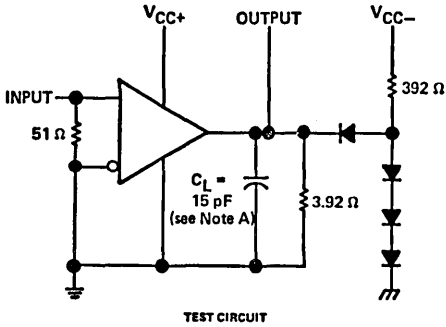 VCC+
OUTPUT
VCC−
392 Ω
INPUT
51 Ω
CL =
15 pF
(see Note A)
3.92 Ω
TEST CIRCUIT